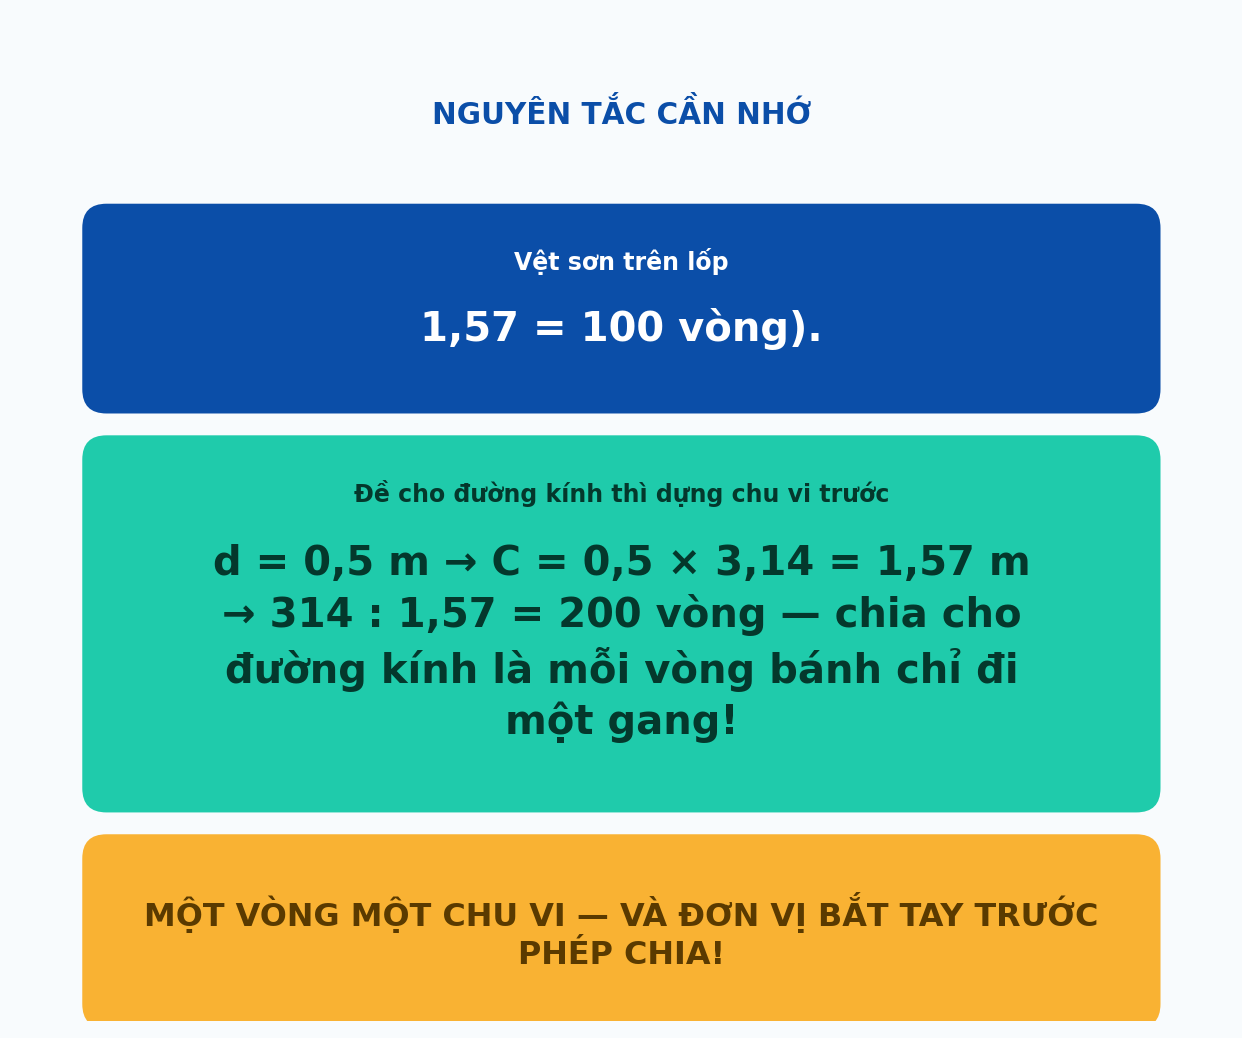 NGUYÊN TẮC CẦN NHỚ
Vệt sơn trên lốp
1,57 = 100 vòng).
Đề cho đường kính thì dựng chu vi trước
d = 0,5 m → C = 0,5 × 3,14 = 1,57 m
→ 314 : 1,57 = 200 vòng — chia cho
đường kính là mỗi vòng bánh chỉ đi
một gang!
MỘT VÒNG MỘT CHU VI — VÀ ĐƠN VỊ BẮT TAY TRƯỚC
PHÉP CHIA!